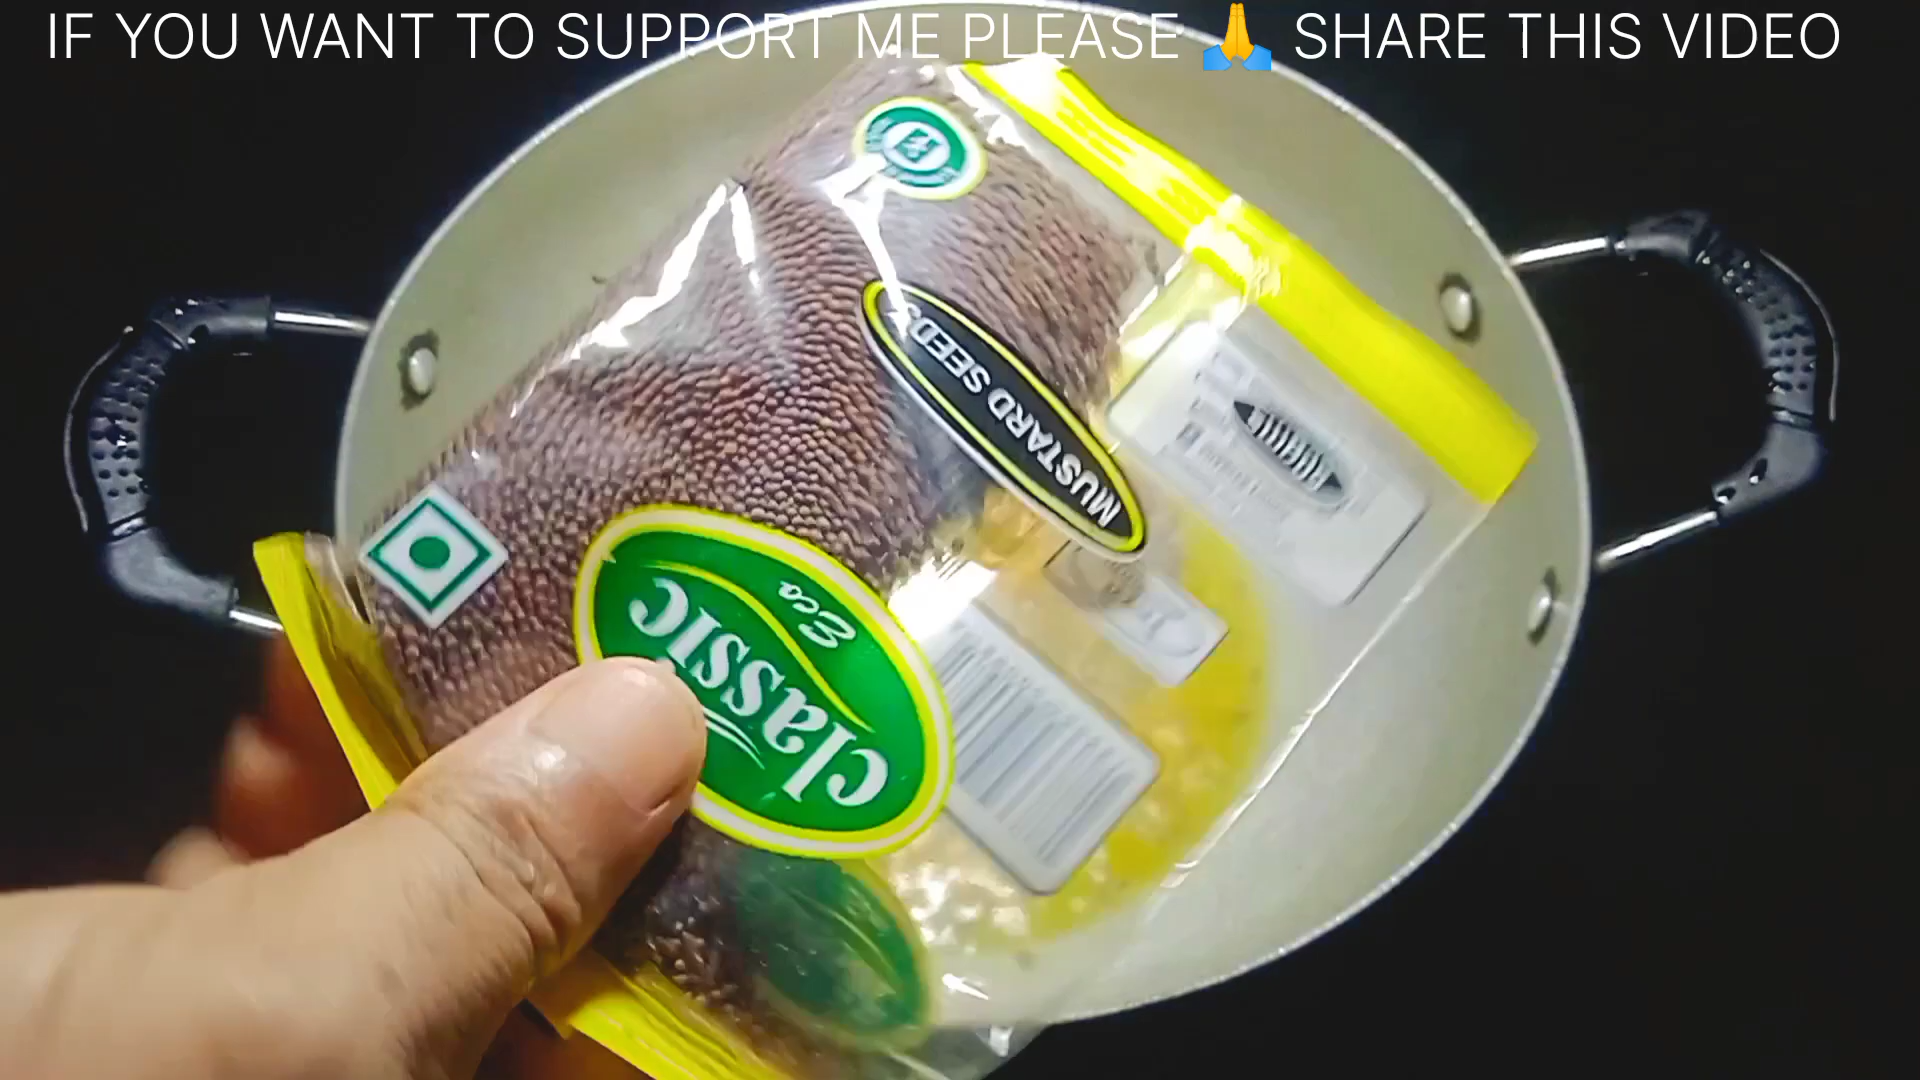 IF YOU WANT TO SUPPORT ME PLEASE 🙏 SHARE THIS VIDEO
MUSTARD SEEDS
Eco
classic